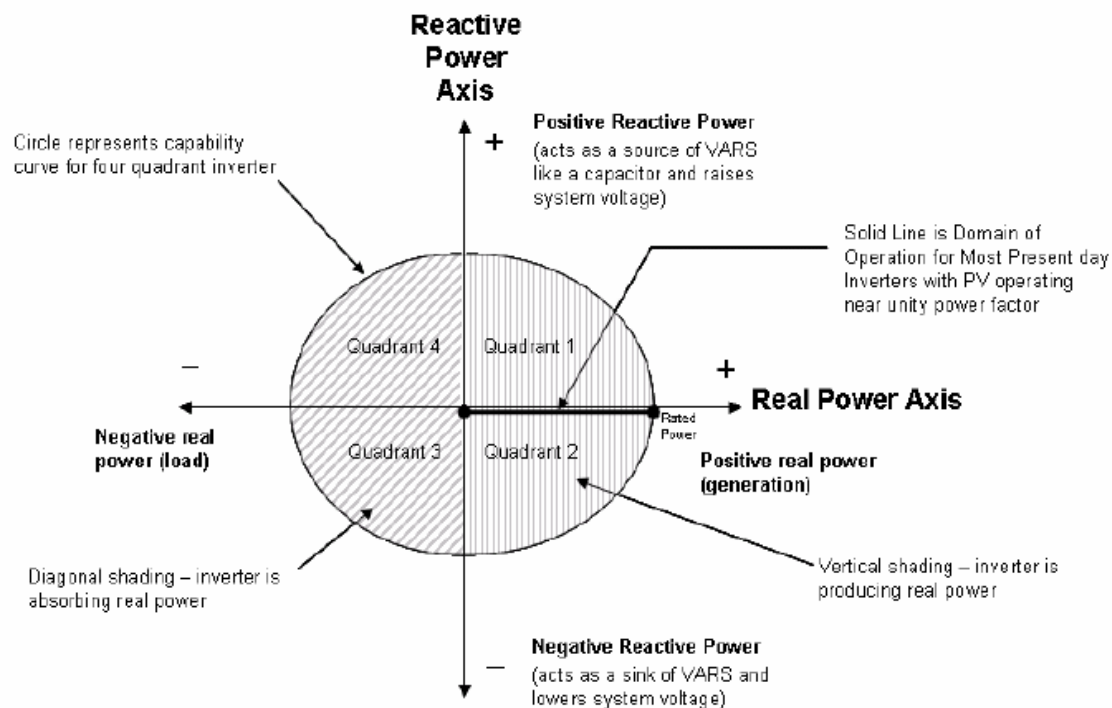 Reactive
Power
Axis
Circle represents capability
curve for four quadrant inverter
+
Positive Reactive Power
(acts as a source of VARS
like a capacitor and raises
system voltage)
Solid Line is Domain of
Operation for Most Present day
Inverters with PV operating
near unity power factor
Quadrant 4
Quadrant 1
–
+
Real Power Axis
Rated
Power
Negative real
power (load)
Quadrant 3
Quadrant 2
Positive real power
(generation)
Diagonal shading – inverter is
absorbing real power
Vertical shading – inverter is
producing real power
–
Negative Reactive Power
(acts as a sink of VARS and
lowers system voltage)